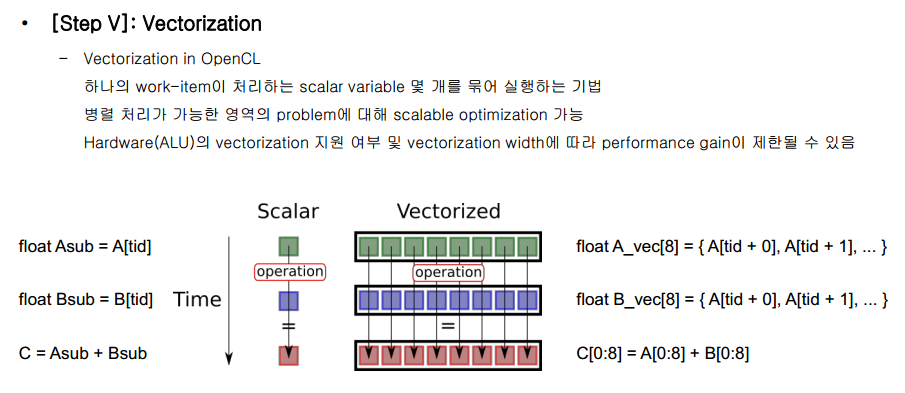 • [Step V]: Vectorization
– Vectorization in OpenCL
하나의 work-item이 처리하는 scalar variable 몇 개를 묶어 실행하는 기법
병렬 처리가 가능한 영역의 problem에 대해 scalable optimization 가능
Hardware(ALU)의 vectorization 지원 여부 및 vectorization width에 따라 performance gain이 제한될 수 있음
Scalar Vectorized
float Asub = A[tid] float A_vec[8] = { A[tid + 0], A[tid + 1], ... }
operation operation
float Bsub = B[tid] Time float B_vec[8] = { A[tid + 0], A[tid + 1], ... }
= =
C = Asub + Bsub C[0:8] = A[0:8] + B[0:8]